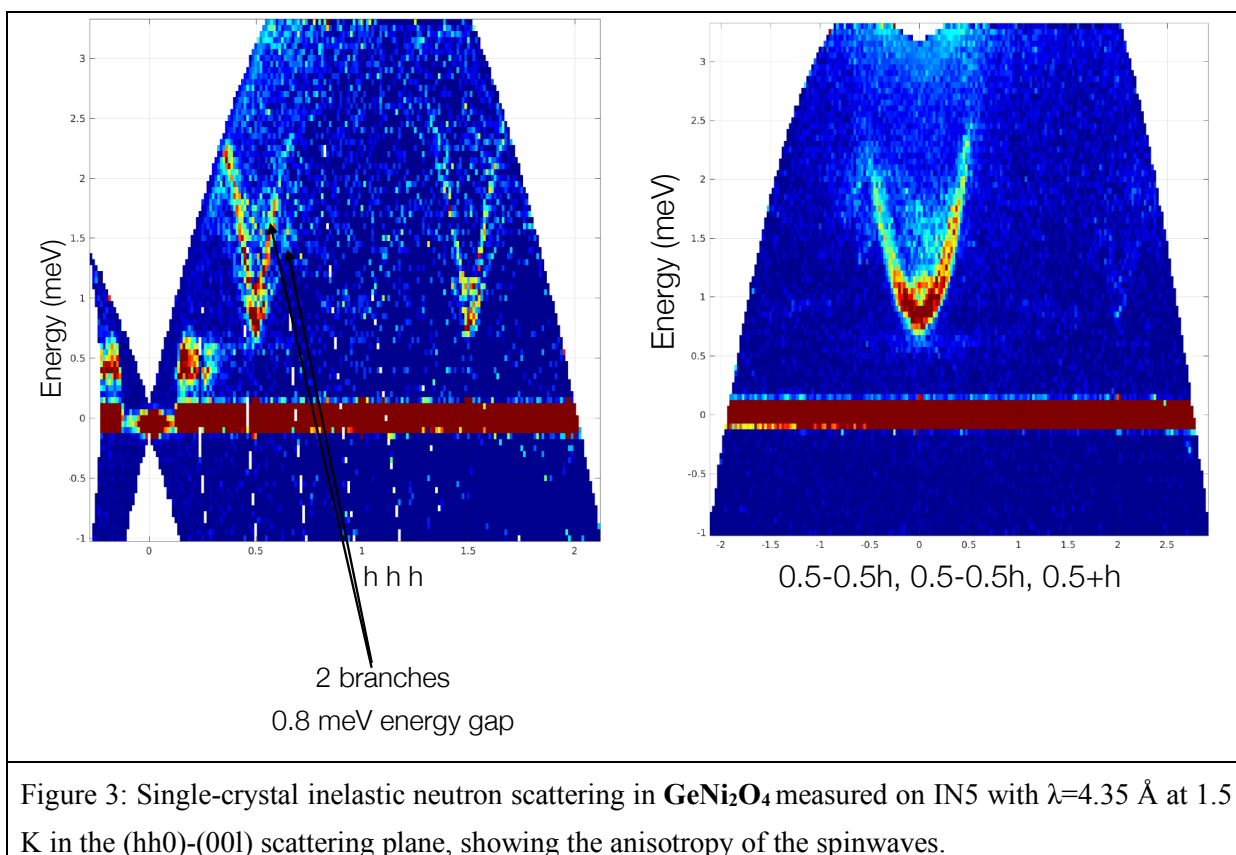 3
2.5
2
1.5
1
0.5
0
-0.5
-1
Energy (meV)
0 0.5 1 1.5 2
h h h
3
2.5
2
1.5
1
0.5
0
-0.5
-1
Energy (meV)
-2 -1.5 -1 -0.5 0 0.5 1 1.5 2 2.5
0.5-0.5h, 0.5-0.5h, 0.5+h
2 branches
0.8 meV energy gap
Figure 3: Single-crystal inelastic neutron scattering in GeNi₂O₄ measured on IN5 with λ=4.35 Å at 1.5
K in the (hh0)-(00l) scattering plane, showing the anisotropy of the spinwaves.